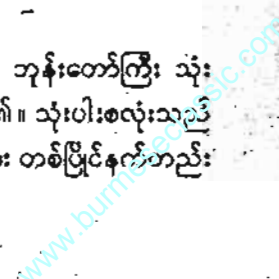 ဘုန်းတော်ကြီး သုံး
၏။ သုံးပါးစလုံးသည်
တစ်ပြိုင်နက်တည်း
www.burmeseclassic.com